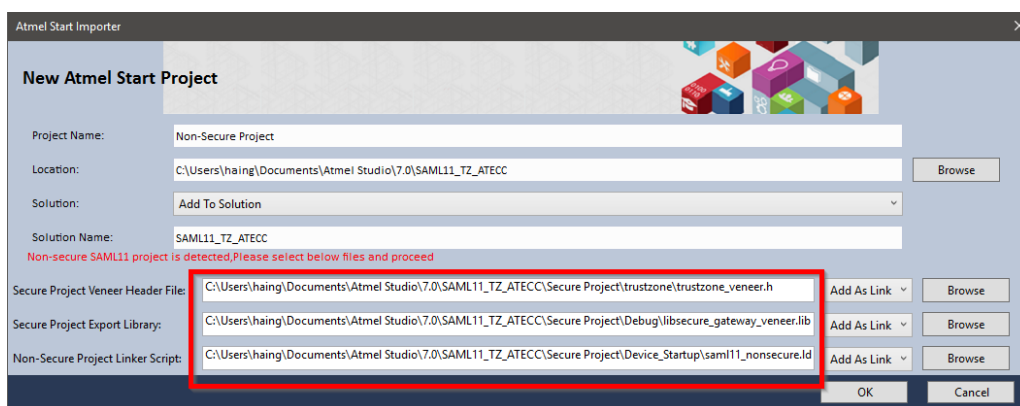 Atmel Start Importer
New Atmel Start Project
Project Name: Non-Secure Project
Location: C:\Users\haing\Documents\Atmel Studio\7.0\SAML11_TZ_ATECC Browse
Solution: Add To Solution
Solution Name: SAML11_TZ_ATECC
Non-secure SAML11 project is detected,Please select below files and proceed
Secure Project Veneer Header File: C:\Users\haing\Documents\Atmel Studio\7.0\SAML11_TZ_ATECC\Secure Project\trustzone\trustzone_veneer.h Add As Link Browse
Secure Project Export Library: C:\Users\haing\Documents\Atmel Studio\7.0\SAML11_TZ_ATECC\Secure Project\Debug\libsecure_gateway_veneer.lib Add As Link Browse
Non-Secure Project Linker Script: C:\Users\haing\Documents\Atmel Studio\7.0\SAML11_TZ_ATECC\Secure Project\Device_Startup\saml11_nonsecure.ld Add As Link Browse
OK Cancel